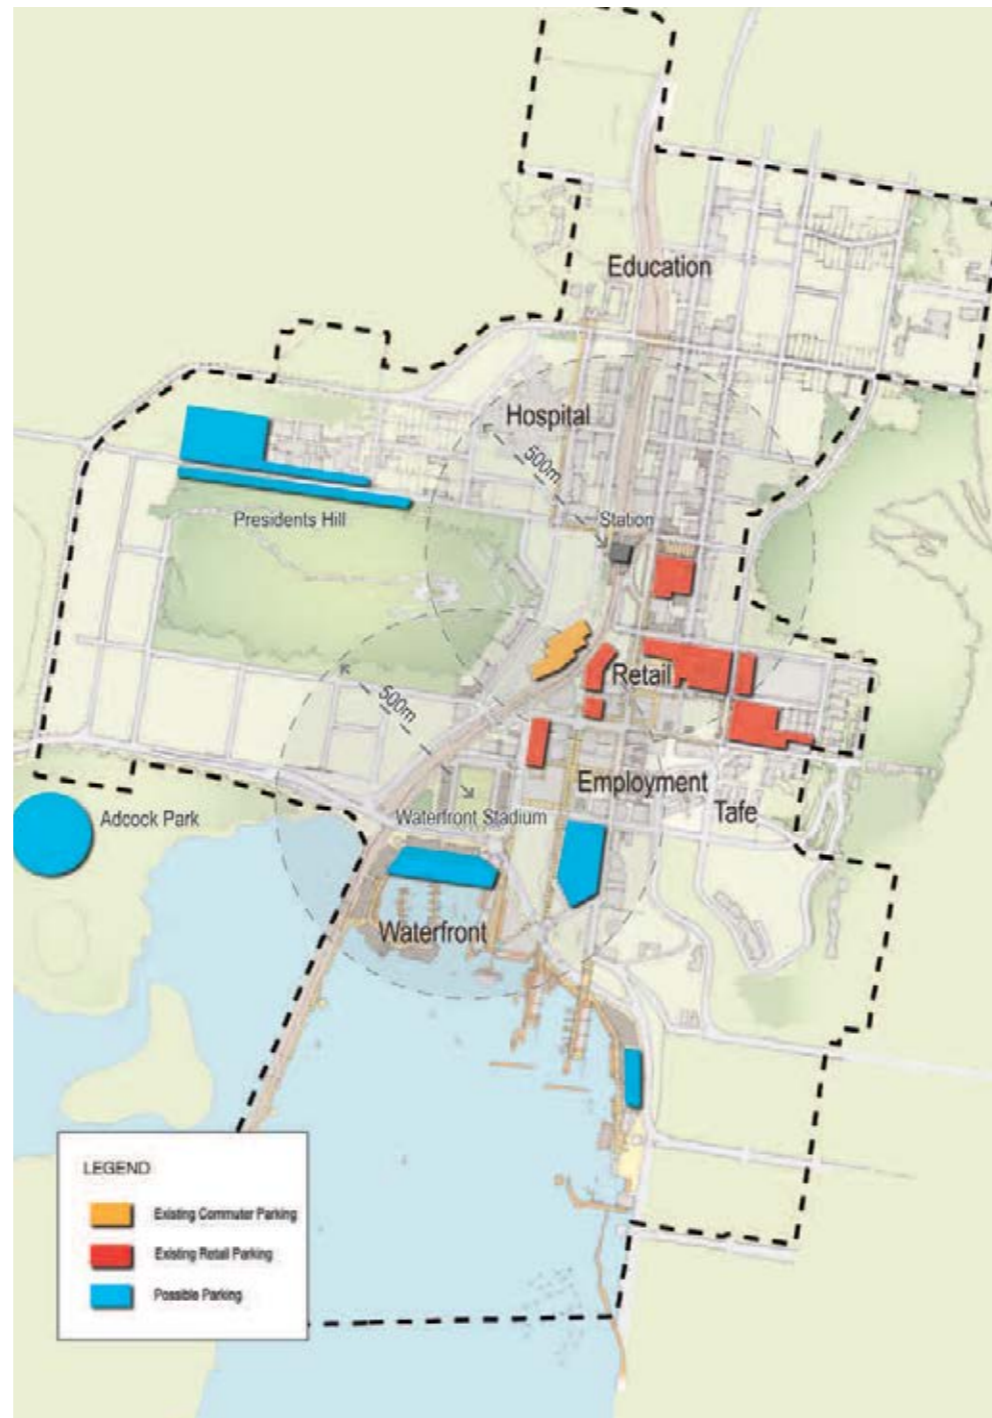 Education
Hospital
500m
Station
Presidents Hill
Retail
500m
Employment
Tafe
Adcock Park
Waterfront Stadium
Waterfront
LEGEND
Existing Commuter Parking
Existing Retail Parking
Possible Parking